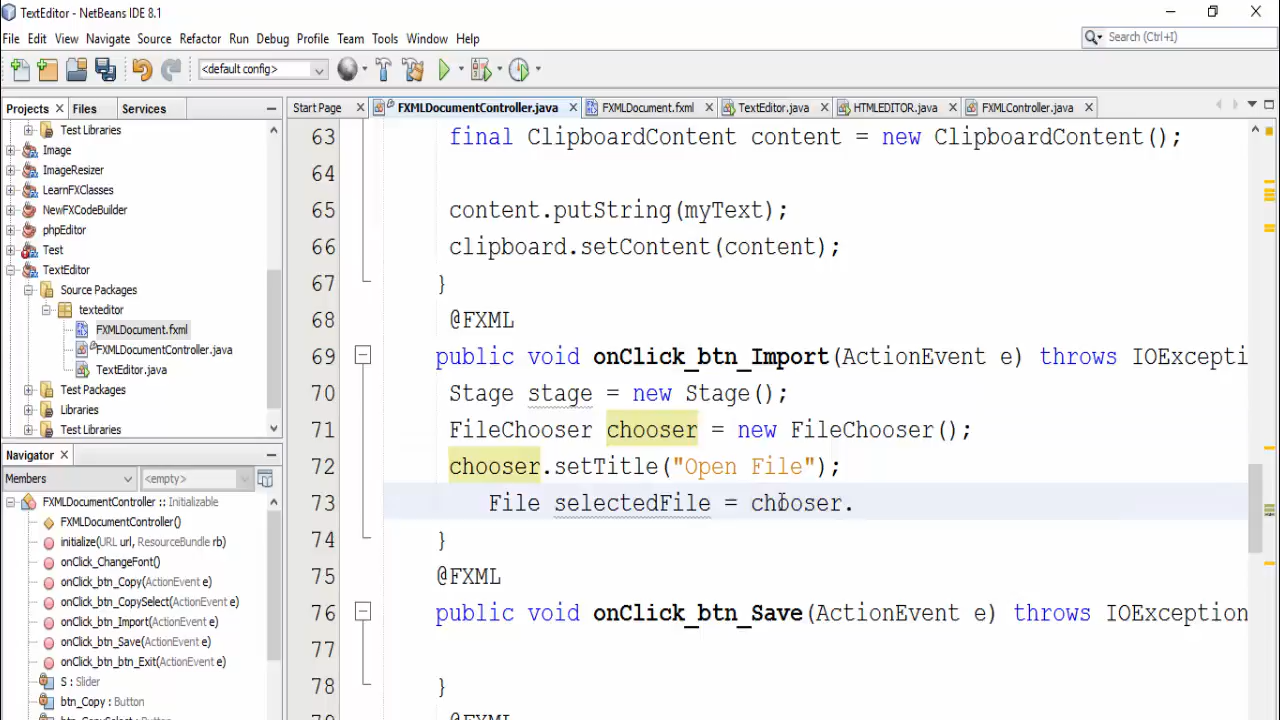 TextEditor - NetBeans IDE 8.1
File Edit View Navigate Source Refactor Run Debug Profile Team Tools Window Help
Search (Ctrl+I)
<default config>
Projects Files Services
Start Page FXMLDocumentController.java FXMLDocument.fxml TextEditor.java HTMLEDITOR.java FXMLController.java
Test Libraries
Image
ImageResizer
LearnFXClasses
NewFXCodeBuilder
phpEditor
Test
TextEditor
Source Packages
texteditor
FXMLDocument.fxml
FXMLDocumentController.java
TextEditor.java
Test Packages
Libraries
Test Libraries
Navigator
Members <empty>
FXMLDocumentController :: Initializable
FXMLDocumentController()
initialize(URL url, ResourceBundle rb)
onClick_ChangeFont()
onClick_btn_Copy(ActionEvent e)
onClick_btn_CopySelect(ActionEvent e)
onClick_btn_Import(ActionEvent e)
onClick_btn_Save(ActionEvent e)
onClick_btn_btn_Exit(ActionEvent e)
S : Slider
btn_Copy : Button
63 final ClipboardContent content = new ClipboardContent();
64
65 content.putString(myText);
66 clipboard.setContent(content);
67 }
68 @FXML
69 public void onClick_btn_Import(ActionEvent e) throws IOExcepti
70 Stage stage = new Stage();
71 FileChooser chooser = new FileChooser();
72 chooser.setTitle("Open File");
73 File selectedFile = chooser.
74 }
75 @FXML
76 public void onClick_btn_Save(ActionEvent e) throws IOException
77
78 }
@FXML